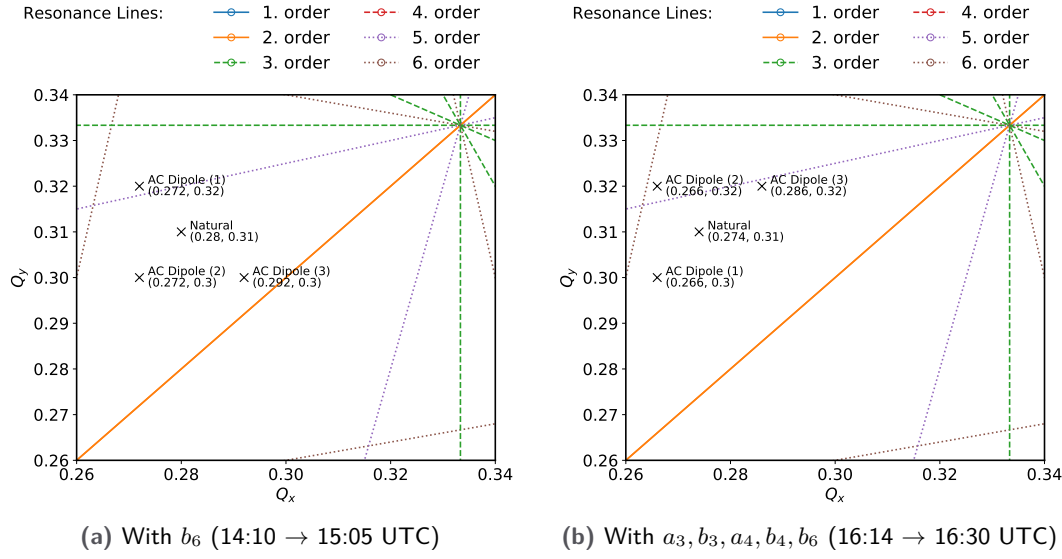 Resonance Lines:
1. order
2. order
3. order
4. order
5. order
6. order
0.34
0.33
0.32
0.31
0.30
0.29
0.28
0.27
0.26
Q_y
AC Dipole (1)
(0.272, 0.32)
Natural
(0.28, 0.31)
AC Dipole (2)
(0.272, 0.3)
AC Dipole (3)
(0.292, 0.3)
0.26 0.28 0.30 0.32 0.34
Q_x
(a) With b_6 (14:10 → 15:05 UTC)
Resonance Lines:
1. order
2. order
3. order
4. order
5. order
6. order
0.34
0.33
0.32
0.31
0.30
0.29
0.28
0.27
0.26
Q_y
AC Dipole (2)
(0.266, 0.32)
AC Dipole (3)
(0.286, 0.32)
Natural
(0.274, 0.31)
AC Dipole (1)
(0.266, 0.3)
0.26 0.28 0.30 0.32 0.34
Q_x
(b) With a_3, b_3, a_4, b_4, b_6 (16:14 → 16:30 UTC)